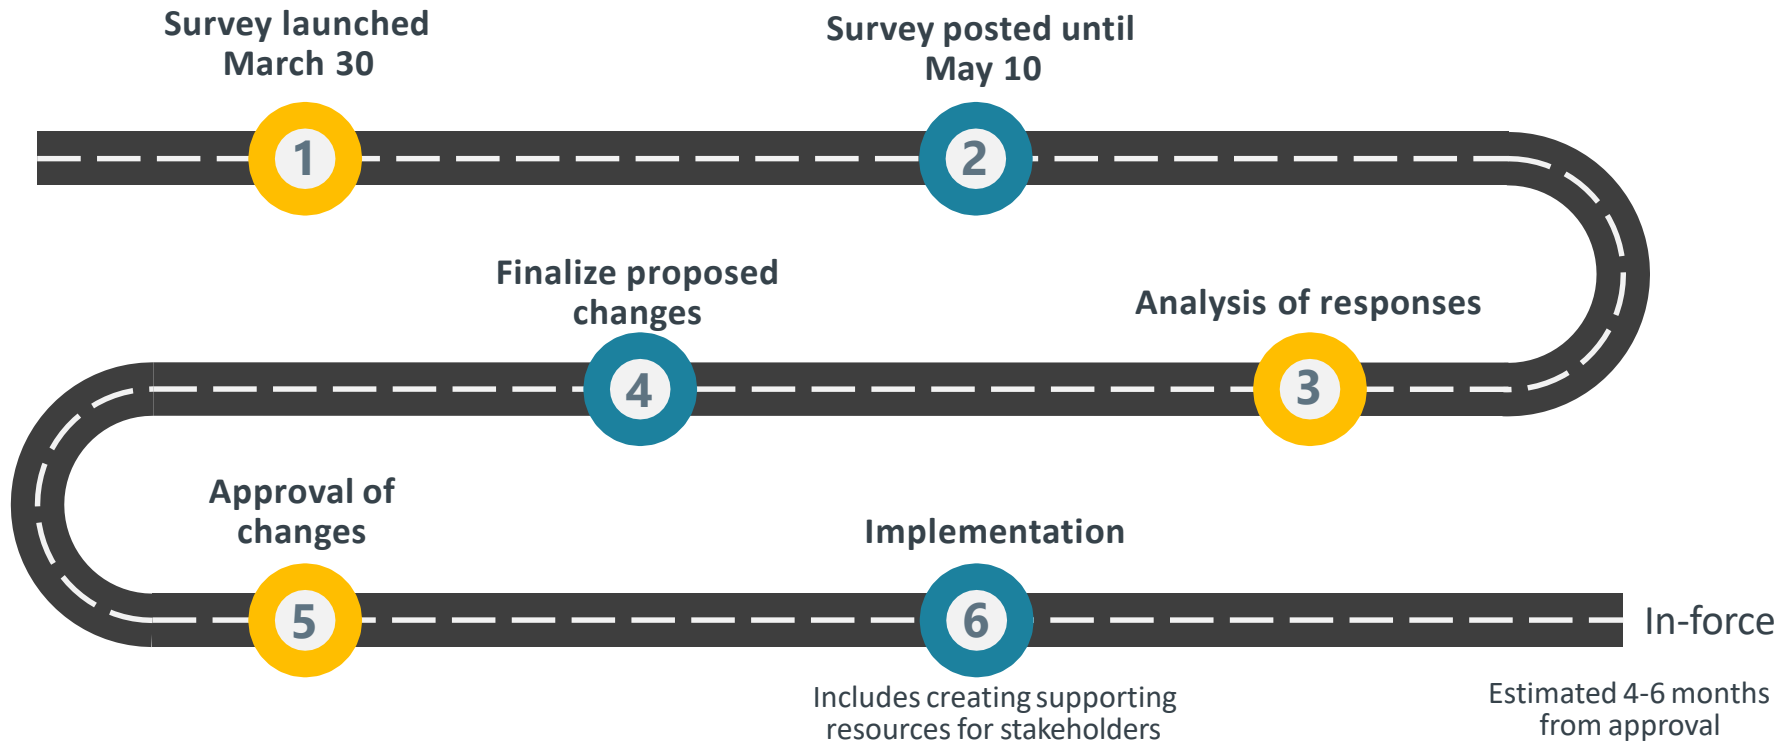 Survey launched
March 30
1
Survey posted until
May 10
2
Analysis of responses
3
Finalize proposed
changes
4
Approval of
changes
5
Implementation
6
Includes creating supporting
resources for stakeholders
In-force
Estimated 4-6 months
from approval